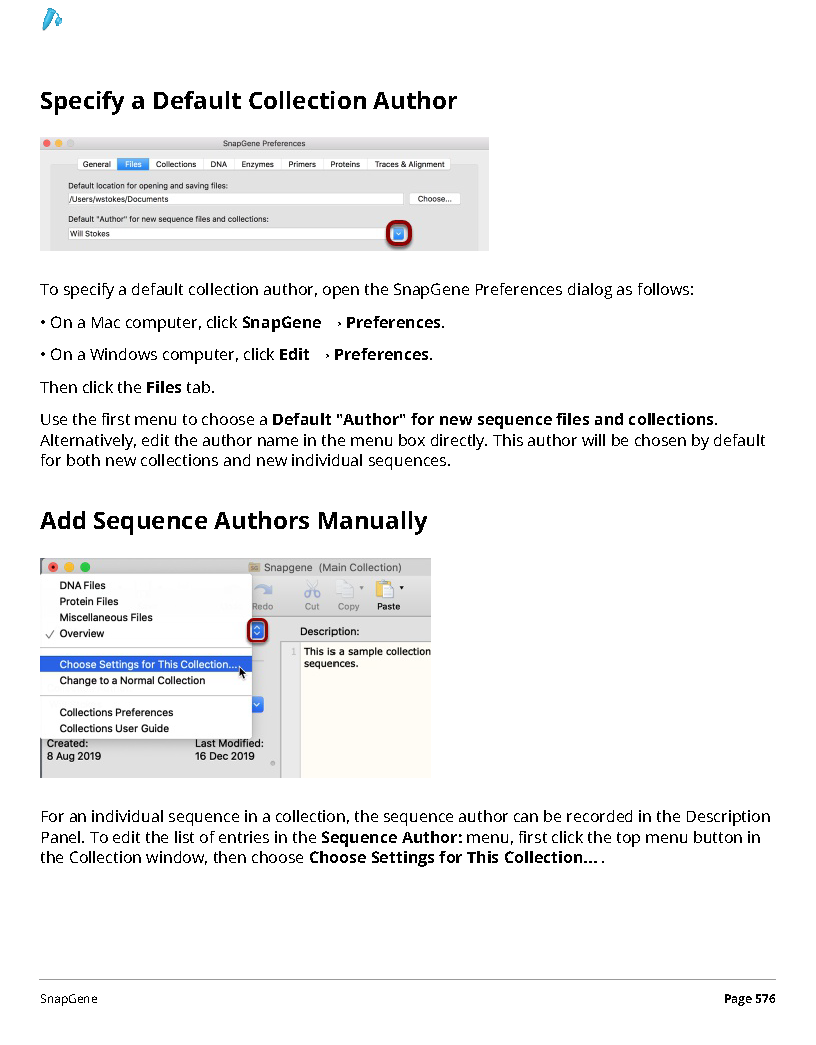 Specify a Default Collection Author
SnapGene Preferences
General Files Collections DNA Enzymes Primers Proteins Traces & Alignment
Default location for opening and saving files:
/Users/wstokes/Documents Choose...
Default "Author" for new sequence files and collections:
Will Stokes
To specify a default collection author, open the SnapGene Preferences dialog as follows:
• On a Mac computer, click SnapGene → Preferences.
• On a Windows computer, click Edit → Preferences.
Then click the Files tab.
Use the first menu to choose a Default "Author" for new sequence files and collections.
Alternatively, edit the author name in the menu box directly. This author will be chosen by default
for both new collections and new individual sequences.
Add Sequence Authors Manually
Snapgene (Main Collection)
DNA Files
Protein Files
Miscellaneous Files
✓ Overview
Choose Settings for This Collection...
Change to a Normal Collection
Collections Preferences
Collections User Guide
Redo Cut Copy Paste
Description:
1 This is a sample collection
sequences.
Created: Last Modified:
8 Aug 2019 16 Dec 2019
For an individual sequence in a collection, the sequence author can be recorded in the Description
Panel. To edit the list of entries in the Sequence Author: menu, first click the top menu button in
the Collection window, then choose Choose Settings for This Collection... .
SnapGene Page 576